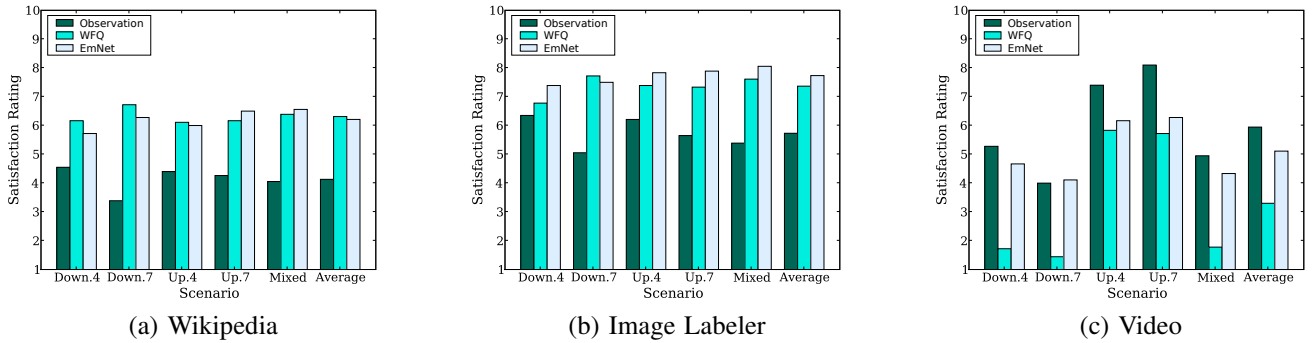 10
9
8
7
6
5
4
3
2
1
Satisfaction Rating
Observation
WFQ
EmNet
Down.4 Down.7 Up.4 Up.7 Mixed Average
Scenario
(a) Wikipedia
10
9
8
7
6
5
4
3
2
1
Satisfaction Rating
Observation
WFQ
EmNet
Down.4 Down.7 Up.4 Up.7 Mixed Average
Scenario
(b) Image Labeler
10
9
8
7
6
5
4
3
2
1
Satisfaction Rating
Observation
WFQ
EmNet
Down.4 Down.7 Up.4 Up.7 Mixed Average
Scenario
(c) Video